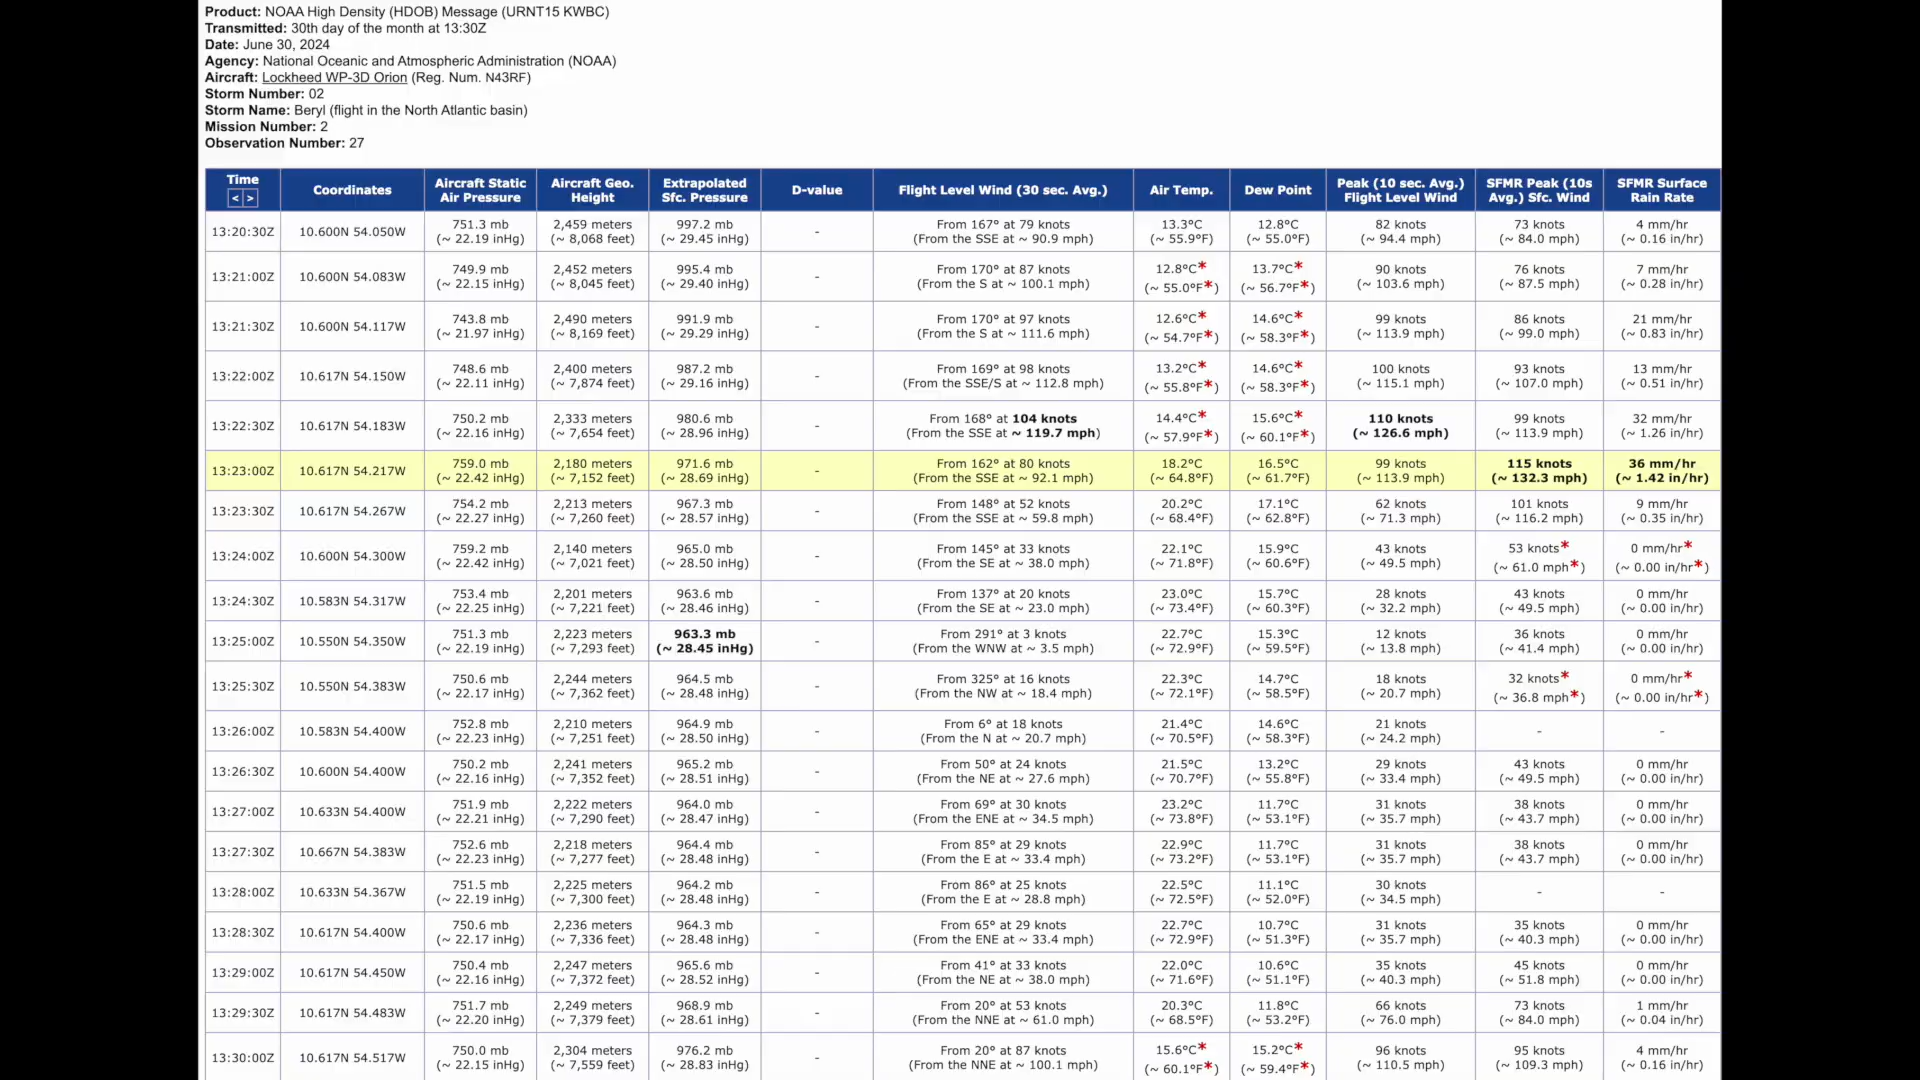 Product: NOAA High Density (HDOB) Message (URNT15 KWBC)
Transmitted: 30th day of the month at 13:30Z
Date: June 30, 2024
Agency: National Oceanic and Atmospheric Administration (NOAA)
Aircraft: Lockheed WP-3D Orion (Reg. Num. N43RF)
Storm Number: 02
Storm Name: Beryl (flight in the North Atlantic basin)
Mission Number: 2
Observation Number: 27
Time Coordinates Aircraft Static Aircraft Geo. Extrapolated D-value Flight Level Wind (30 sec. Avg.) Air Temp. Dew Point Peak (10 sec. Avg.) SFMR Peak (10s SFMR Surface
< > Air Pressure Height Sfc. Pressure Flight Level Wind Avg.) Sfc. Wind Rain Rate
13:20:30Z 10.600N 54.050W 751.3 mb 2,459 meters 997.2 mb - From 167° at 79 knots 13.3°C 12.8°C 82 knots 73 knots 4 mm/hr
(~ 22.19 inHg) (~ 8,068 feet) (~ 29.45 inHg) (From the SSE at ~ 90.9 mph) (~ 55.9°F) (~ 55.0°F) (~ 94.4 mph) (~ 84.0 mph) (~ 0.16 in/hr)
13:21:00Z 10.600N 54.083W 749.9 mb 2,452 meters 995.4 mb - From 170° at 87 knots 12.8°C* 13.7°C* 90 knots 76 knots 7 mm/hr
(~ 22.15 inHg) (~ 8,045 feet) (~ 29.40 inHg) (From the S at ~ 100.1 mph) (~ 55.0°F*) (~ 56.7°F*) (~ 103.6 mph) (~ 87.5 mph) (~ 0.28 in/hr)
13:21:30Z 10.600N 54.117W 743.8 mb 2,490 meters 991.9 mb - From 170° at 97 knots 12.6°C* 14.6°C* 99 knots 86 knots 21 mm/hr
(~ 21.97 inHg) (~ 8,169 feet) (~ 29.29 inHg) (From the S at ~ 111.6 mph) (~ 54.7°F*) (~ 58.3°F*) (~ 113.9 mph) (~ 99.0 mph) (~ 0.83 in/hr)
13:22:00Z 10.617N 54.150W 748.6 mb 2,400 meters 987.2 mb - From 169° at 98 knots 13.2°C* 14.6°C* 100 knots 93 knots 13 mm/hr
(~ 22.11 inHg) (~ 7,874 feet) (~ 29.16 inHg) (From the SSE/S at ~ 112.8 mph) (~ 55.8°F*) (~ 58.3°F*) (~ 115.1 mph) (~ 107.0 mph) (~ 0.51 in/hr)
13:22:30Z 10.617N 54.183W 750.2 mb 2,333 meters 980.6 mb - From 168° at 104 knots 14.4°C* 15.6°C* 110 knots 99 knots 32 mm/hr
(~ 22.16 inHg) (~ 7,654 feet) (~ 28.96 inHg) (From the SSE at ~ 119.7 mph) (~ 57.9°F*) (~ 60.1°F*) (~ 126.6 mph) (~ 113.9 mph) (~ 1.26 in/hr)
13:23:00Z 10.617N 54.217W 759.0 mb 2,180 meters 971.6 mb - From 162° at 80 knots 18.2°C 16.5°C 99 knots 115 knots 36 mm/hr
(~ 22.42 inHg) (~ 7,152 feet) (~ 28.69 inHg) (From the SSE at ~ 92.1 mph) (~ 64.8°F) (~ 61.7°F) (~ 113.9 mph) (~ 132.3 mph) (~ 1.42 in/hr)
13:23:30Z 10.617N 54.267W 754.2 mb 2,213 meters 967.3 mb - From 148° at 52 knots 20.2°C 17.1°C 62 knots 101 knots 9 mm/hr
(~ 22.27 inHg) (~ 7,260 feet) (~ 28.57 inHg) (From the SSE at ~ 59.8 mph) (~ 68.4°F) (~ 62.8°F) (~ 71.3 mph) (~ 116.2 mph) (~ 0.35 in/hr)
13:24:00Z 10.600N 54.300W 759.2 mb 2,140 meters 965.0 mb - From 145° at 33 knots 22.1°C 15.9°C 43 knots 53 knots* 0 mm/hr*
(~ 22.42 inHg) (~ 7,021 feet) (~ 28.50 inHg) (From the SE at ~ 38.0 mph) (~ 71.8°F) (~ 60.6°F) (~ 49.5 mph) (~ 61.0 mph*) (~ 0.00 in/hr*)
13:24:30Z 10.583N 54.317W 753.4 mb 2,201 meters 963.6 mb - From 137° at 20 knots 23.0°C 15.7°C 28 knots 43 knots 0 mm/hr
(~ 22.25 inHg) (~ 7,221 feet) (~ 28.46 inHg) (From the SE at ~ 23.0 mph) (~ 73.4°F) (~ 60.3°F) (~ 32.2 mph) (~ 49.5 mph) (~ 0.00 in/hr)
13:25:00Z 10.550N 54.350W 751.3 mb 2,223 meters 963.3 mb - From 291° at 3 knots 22.7°C 15.3°C 12 knots 36 knots 0 mm/hr
(~ 22.19 inHg) (~ 7,293 feet) (~ 28.45 inHg) (From the WNW at ~ 3.5 mph) (~ 72.9°F) (~ 59.5°F) (~ 13.8 mph) (~ 41.4 mph) (~ 0.00 in/hr)
13:25:30Z 10.550N 54.383W 750.6 mb 2,244 meters 964.5 mb - From 325° at 16 knots 22.3°C 14.7°C 18 knots 32 knots* 0 mm/hr*
(~ 22.17 inHg) (~ 7,362 feet) (~ 28.48 inHg) (From the NW at ~ 18.4 mph) (~ 72.1°F) (~ 58.5°F) (~ 20.7 mph) (~ 36.8 mph*) (~ 0.00 in/hr*)
13:26:00Z 10.583N 54.400W 752.8 mb 2,210 meters 964.9 mb - From 6° at 18 knots 21.4°C 14.6°C 21 knots - -
(~ 22.23 inHg) (~ 7,251 feet) (~ 28.50 inHg) (From the N at ~ 20.7 mph) (~ 70.5°F) (~ 58.3°F) (~ 24.2 mph)
13:26:30Z 10.600N 54.400W 750.2 mb 2,241 meters 965.2 mb - From 50° at 24 knots 21.5°C 13.2°C 29 knots 43 knots 0 mm/hr
(~ 22.16 inHg) (~ 7,352 feet) (~ 28.51 inHg) (From the NE at ~ 27.6 mph) (~ 70.7°F) (~ 55.8°F) (~ 33.4 mph) (~ 49.5 mph) (~ 0.00 in/hr)
13:27:00Z 10.633N 54.400W 751.9 mb 2,222 meters 964.0 mb - From 69° at 30 knots 23.2°C 11.7°C 31 knots 38 knots 0 mm/hr
(~ 22.21 inHg) (~ 7,290 feet) (~ 28.47 inHg) (From the ENE at ~ 34.5 mph) (~ 73.8°F) (~ 53.1°F) (~ 35.7 mph) (~ 43.7 mph) (~ 0.00 in/hr)
13:27:30Z 10.667N 54.383W 752.6 mb 2,218 meters 964.4 mb - From 85° at 29 knots 22.9°C 11.7°C 31 knots 38 knots 0 mm/hr
(~ 22.23 inHg) (~ 7,277 feet) (~ 28.48 inHg) (From the E at ~ 33.4 mph) (~ 73.2°F) (~ 53.1°F) (~ 35.7 mph) (~ 43.7 mph) (~ 0.00 in/hr)
13:28:00Z 10.633N 54.367W 751.5 mb 2,225 meters 964.2 mb - From 86° at 25 knots 22.5°C 11.1°C 30 knots - -
(~ 22.19 inHg) (~ 7,300 feet) (~ 28.48 inHg) (From the E at ~ 28.8 mph) (~ 72.5°F) (~ 52.0°F) (~ 34.5 mph)
13:28:30Z 10.617N 54.400W 750.6 mb 2,236 meters 964.3 mb - From 65° at 29 knots 22.7°C 10.7°C 31 knots 35 knots 0 mm/hr
(~ 22.17 inHg) (~ 7,336 feet) (~ 28.48 inHg) (From the ENE at ~ 33.4 mph) (~ 72.9°F) (~ 51.3°F) (~ 35.7 mph) (~ 40.3 mph) (~ 0.00 in/hr)
13:29:00Z 10.617N 54.450W 750.4 mb 2,247 meters 965.6 mb - From 41° at 33 knots 22.0°C 10.6°C 35 knots 45 knots 0 mm/hr
(~ 22.16 inHg) (~ 7,372 feet) (~ 28.52 inHg) (From the NE at ~ 38.0 mph) (~ 71.6°F) (~ 51.1°F) (~ 40.3 mph) (~ 51.8 mph) (~ 0.00 in/hr)
13:29:30Z 10.617N 54.483W 751.7 mb 2,249 meters 968.9 mb - From 20° at 53 knots 20.3°C 11.8°C 66 knots 73 knots 1 mm/hr
(~ 22.20 inHg) (~ 7,379 feet) (~ 28.61 inHg) (From the NNE at ~ 61.0 mph) (~ 68.5°F) (~ 53.2°F) (~ 76.0 mph) (~ 84.0 mph) (~ 0.04 in/hr)
13:30:00Z 10.617N 54.517W 750.0 mb 2,304 meters 976.2 mb - From 20° at 87 knots 15.6°C* 15.2°C* 96 knots 95 knots 4 mm/hr
(~ 22.15 inHg) (~ 7,559 feet) (~ 28.83 inHg) (From the NNE at ~ 100.1 mph) (~ 60.1°F*) (~ 59.4°F*) (~ 110.5 mph) (~ 109.3 mph) (~ 0.16 in/hr)